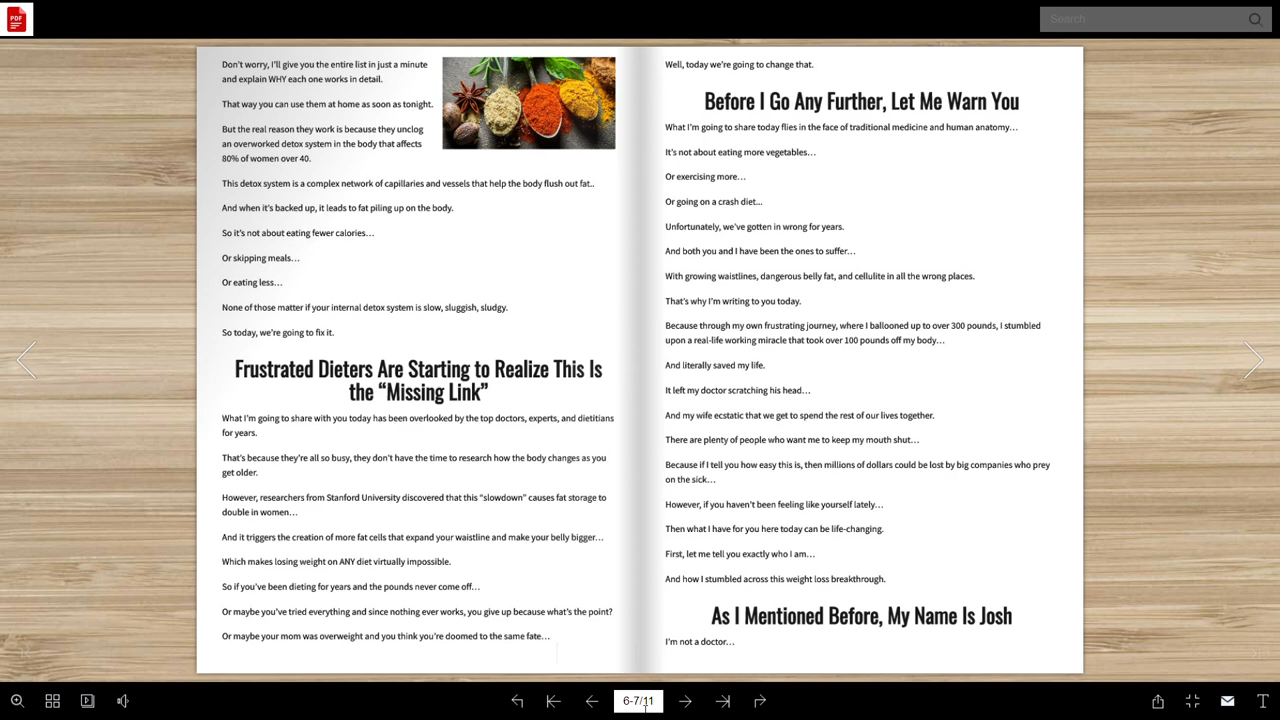 PDF
Search
Don't worry, I'll give you the entire list in just a minute
and explain WHY each one works in detail.
That way you can use them at home as soon as tonight.
But the real reason they work is because they unclog
an overworked detox system in the body that affects
80% of women over 40.
This detox system is a complex network of capillaries and vessels that help the body flush out fat..
And when it's backed up, it leads to fat piling up on the body.
So it's not about eating fewer calories…
Or skipping meals…
Or eating less…
None of those matter if your internal detox system is slow, sluggish, sludgy.
So today, we're going to fix it.
Frustrated Dieters Are Starting to Realize This Is
the “Missing Link”
What I'm going to share with you today has been overlooked by the top doctors, experts, and dietitians
for years.
That's because they're all so busy, they don't have the time to research how the body changes as you
get older.
However, researchers from Stanford University discovered that this “slowdown” causes fat storage to
double in women…
And it triggers the creation of more fat cells that expand your waistline and make your belly bigger…
Which makes losing weight on ANY diet virtually impossible.
So if you've been dieting for years and the pounds never come off…
Or maybe you've tried everything and since nothing ever works, you give up because what's the point?
Or maybe your mom was overweight and you think you're doomed to the same fate…
Well, today we're going to change that.
Before I Go Any Further, Let Me Warn You
What I'm going to share today flies in the face of traditional medicine and human anatomy…
It's not about eating more vegetables…
Or exercising more…
Or going on a crash diet...
Unfortunately, we've gotten in wrong for years.
And both you and I have been the ones to suffer…
With growing waistlines, dangerous belly fat, and cellulite in all the wrong places.
That's why I'm writing to you today.
Because through my own frustrating journey, where I ballooned up to over 300 pounds, I stumbled
upon a real-life working miracle that took over 100 pounds off my body…
And literally saved my life.
It left my doctor scratching his head…
And my wife ecstatic that we get to spend the rest of our lives together.
There are plenty of people who want me to keep my mouth shut…
Because if I tell you how easy this is, then millions of dollars could be lost by big companies who prey
on the sick…
However, if you haven't been feeling like yourself lately…
Then what I have for you here today can be life-changing.
First, let me tell you exactly who I am…
And how I stumbled across this weight loss breakthrough.
As I Mentioned Before, My Name Is Josh
I'm not a doctor…
6-7/11